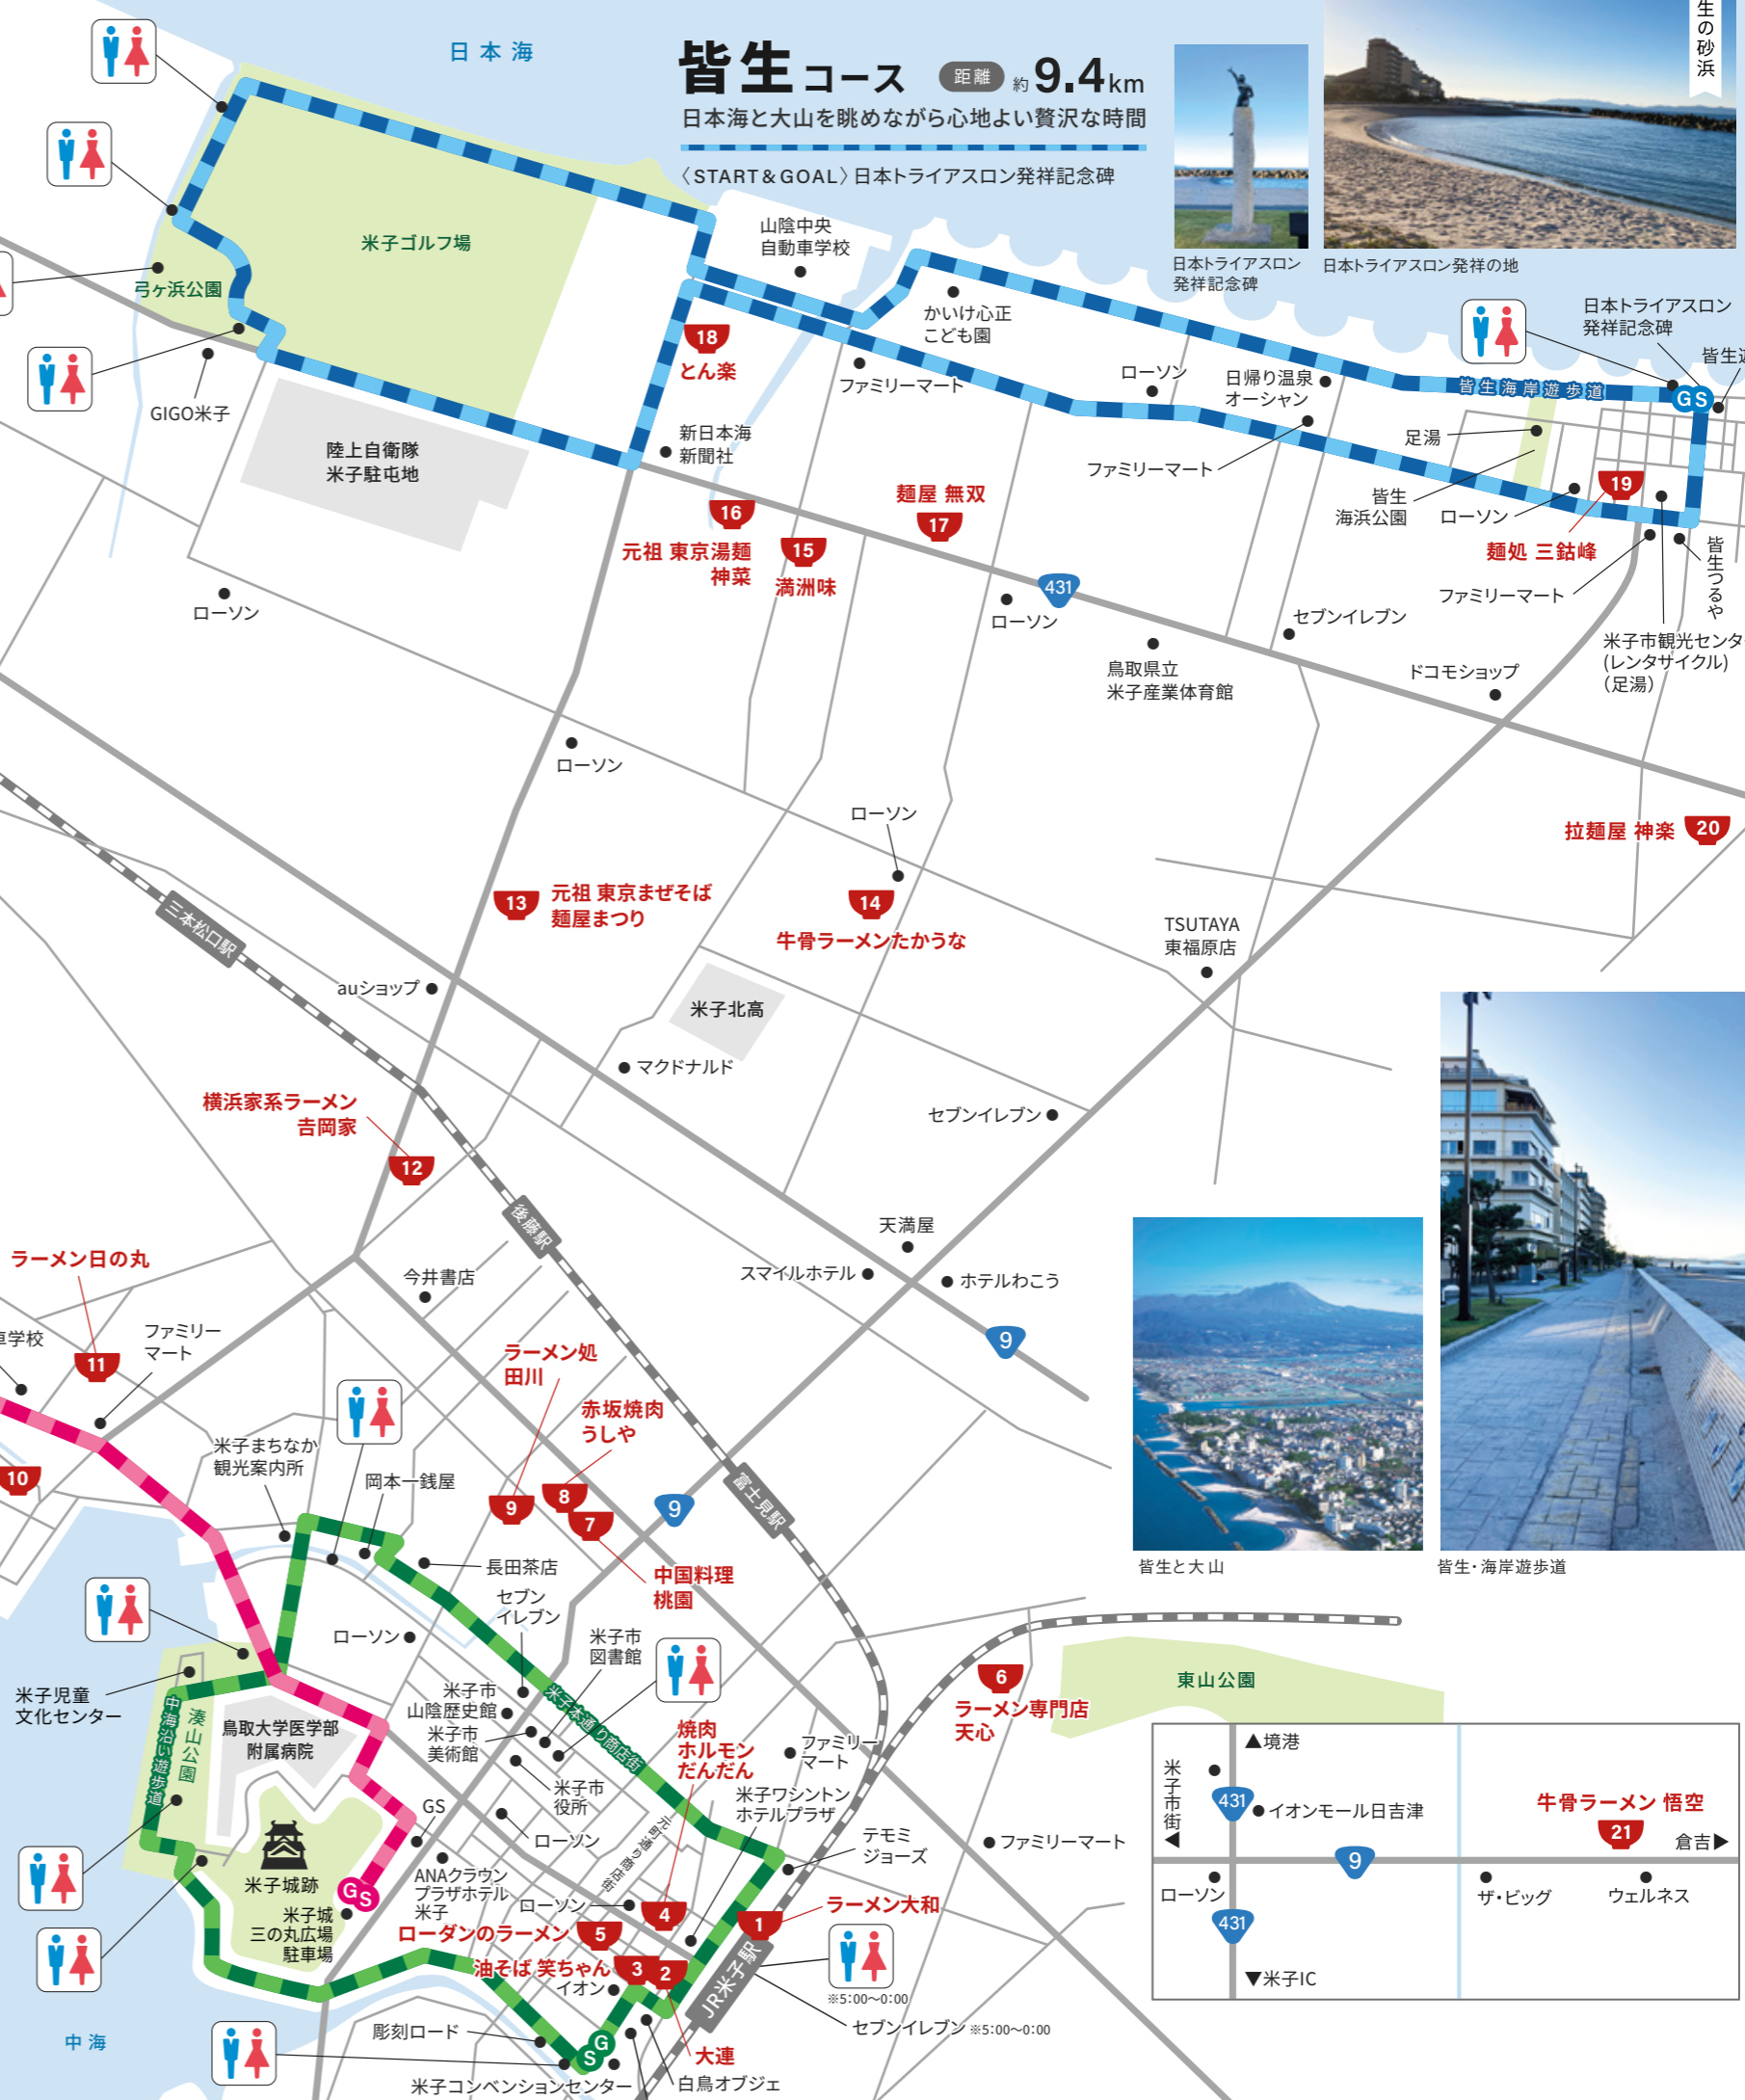 日本海
皆生コース 距離 約9.4km
日本海と大山を眺めながら心地よい贅沢な時間
〈START&GOAL〉日本トライアスロン発祥記念碑
日本トライアスロン
発祥記念碑
生の砂浜
日本トライアスロン発祥の地
米子ゴルフ場
弓ヶ浜公園
GIGO米子
陸上自衛隊
米子駐屯地
山陰中央
自動車学校
かいけ心正
こども園
18
とん楽
ファミリーマート
新日本海
新聞社
ローソン
日帰り温泉
オーシャン
ファミリーマート
皆生海岸遊歩道
日本トライアスロン
発祥記念碑
皆生
G S
足湯
皆生
海浜公園
ローソン
19
麺処 三鈷峰
ファミリーマート
皆生つるや
米子市観光センタ
(レンタサイクル)
(足湯)
16
元祖 東京湯麺
神菜
15
満洲味
麺屋 無双
17
431
ローソン
鳥取県立
米子産業体育館
セブンイレブン
ドコモショップ
ローソン
ローソン
ローソン
拉麺屋 神楽
20
三本松口駅
13
元祖 東京まぜそば
麺屋まつり
14
牛骨ラーメンたかうな
TSUTAYA
東福原店
auショップ
米子北高
マクドナルド
セブンイレブン
横浜家系ラーメン
吉岡家
12
後藤駅
天満屋
スマイルホテル
ホテルわこう
9
ラーメン日の丸
11
車学校
ファミリー
マート
今井書店
ラーメン処
田川
赤坂焼肉
うしや
9
8
7
9
富士見駅
中国料理
桃園
10
米子まちなか
観光案内所
岡本一銭屋
長田茶店
セブン
イレブン
ローソン
米子市
図書館
米子市
山陰歴史館
米子市
美術館
米子市
役所
米子本通り商店街
米子児童
文化センター
中海沿い遊歩道
湊山公園
鳥取大学医学部
附属病院
焼肉
ホルモン
だんだん
ファミリー
マート
米子ワシントン
ホテルプラザ
6
ラーメン専門店
天心
東山公園
皆生と大山
皆生・海岸遊歩道
GS
ローソン
元町通り商店街
テモミ
ジョーズ
ファミリーマート
ANAクラウン
プラザホテル
米子
米子城跡
G S
米子城
三の丸広場
駐車場
ローソン
4
ローダンのラーメン
5
1
ラーメン大和
油そば 笑ちゃん
3
2
イオン
JR米子駅
※5:00〜0:00
セブンイレブン ※5:00〜0:00
彫刻ロード
G
S
大連
米子コンベンションセンター
白鳥オブジェ
中海
▲境港
米子市街◀
431
イオンモール日吉津
牛骨ラーメン 悟空
21
倉吉▶
9
ローソン
ザ・ビッグ
ウェルネス
431
▼米子IC